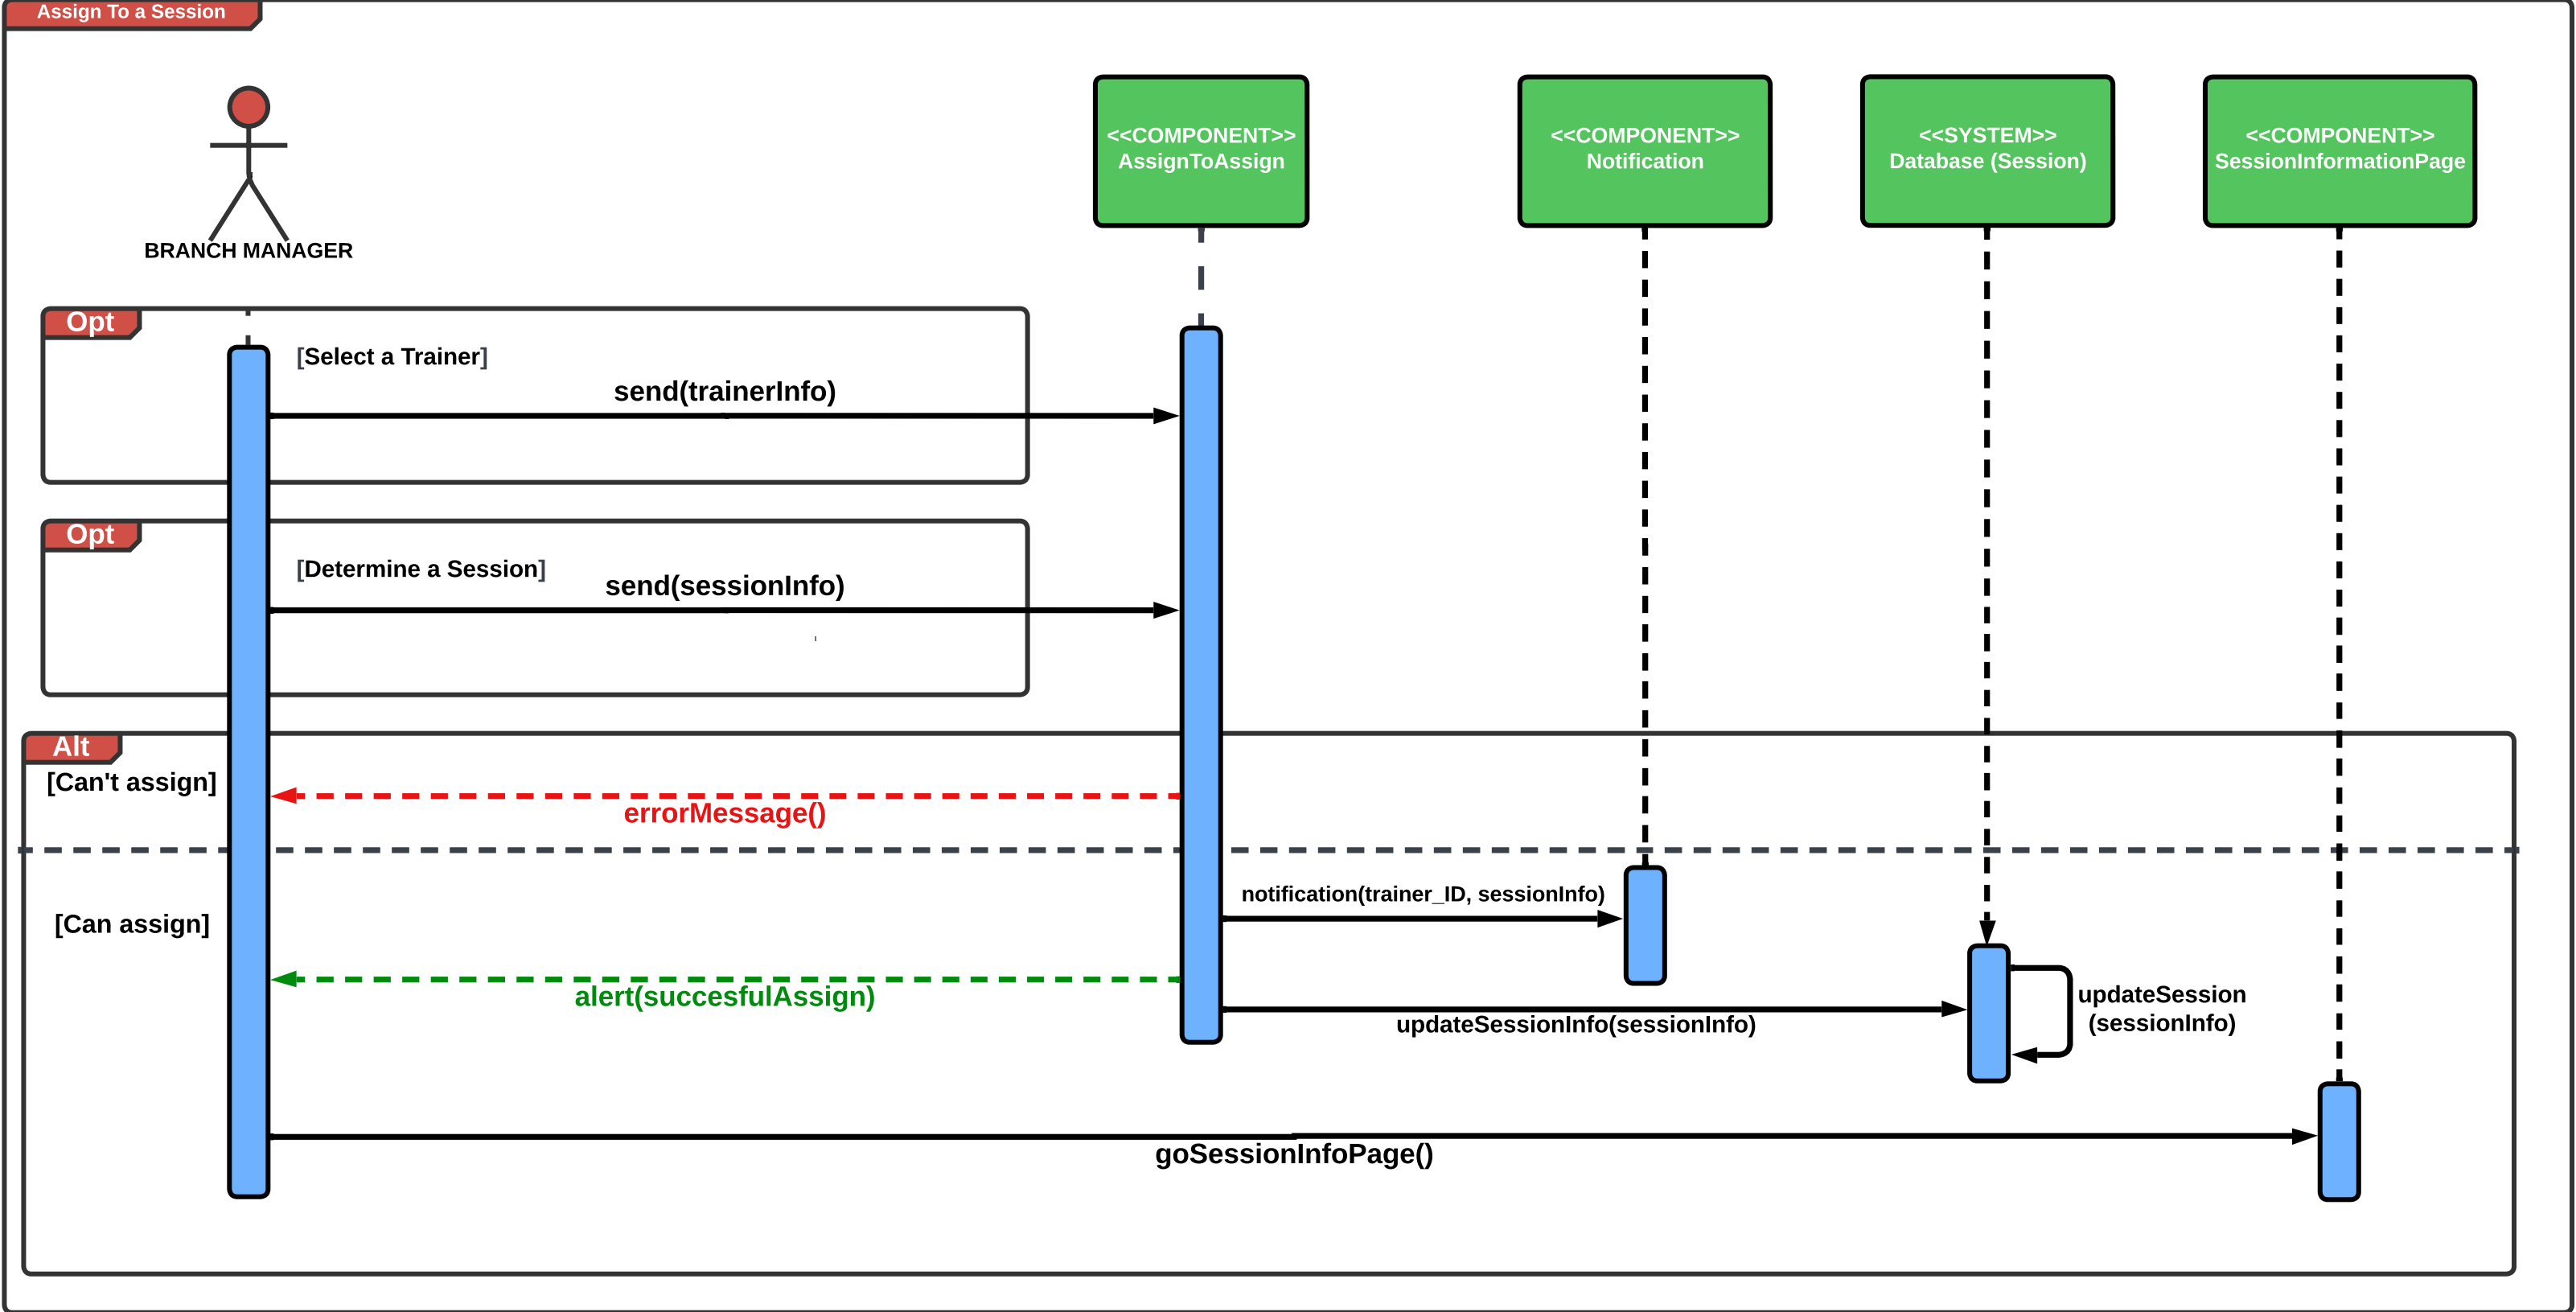 Assign To a Session
<<COMPONENT>>
AssignToAssign
<<COMPONENT>>
Notification
<<SYSTEM>>
Database (Session)
<<COMPONENT>>
SessionInformationPage
BRANCH MANAGER
Opt
[Select a Trainer]
send(trainerInfo)
Opt
[Determine a Session]
send(sessionInfo)
Alt
[Can't assign]
errorMessage()
[Can assign]
notification(trainer_ID, sessionInfo)
alert(succesfulAssign)
updateSessionInfo(sessionInfo)
updateSession
(sessionInfo)
goSessionInfoPage()